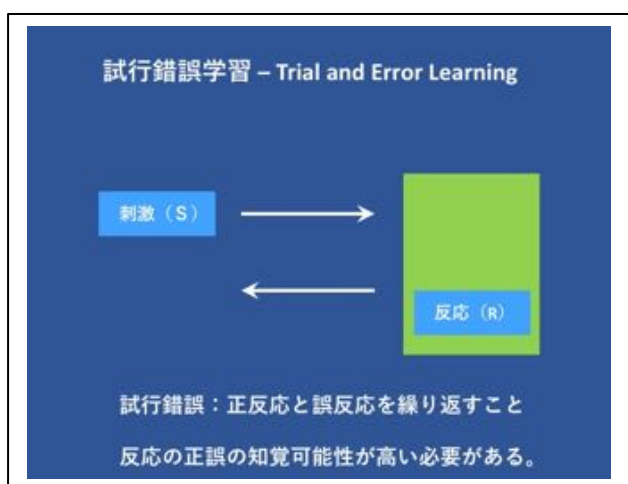 試行錯誤学習 – Trial and Error Learning
刺激（S）
反応（R）
試行錯誤：正反応と誤反応を繰り返すこと
反応の正誤の知覚可能性が高い必要がある。